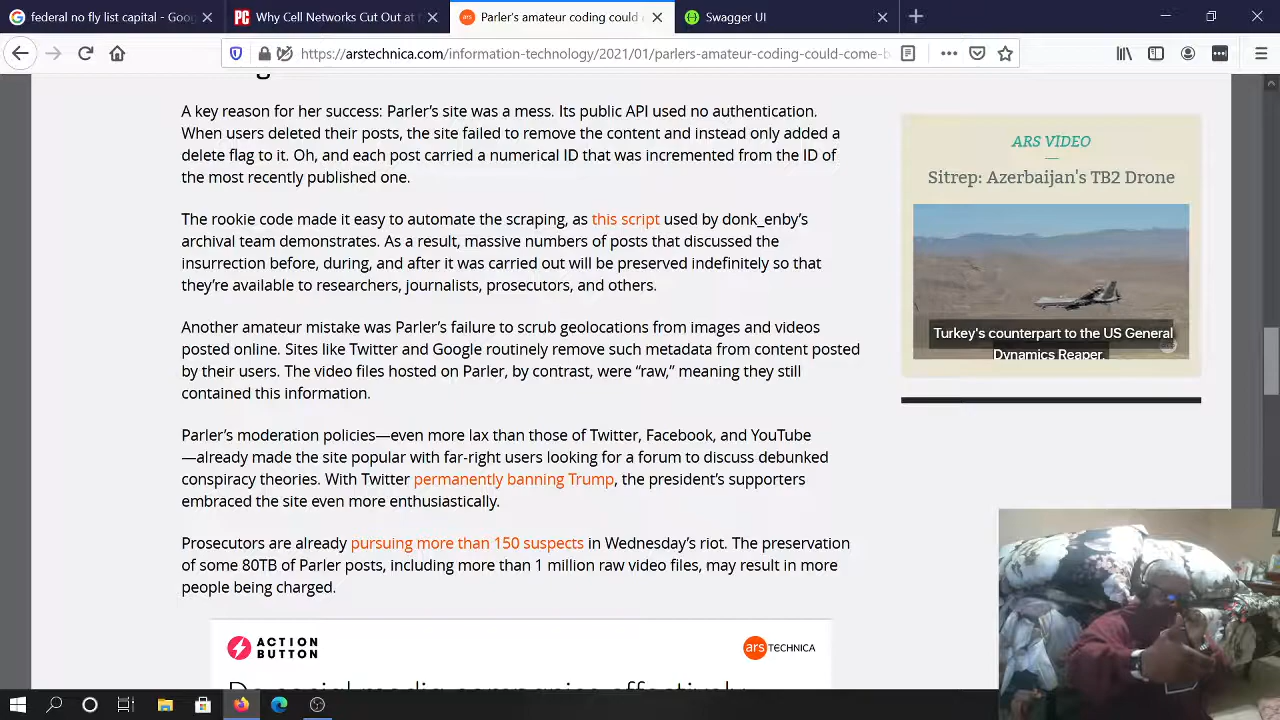 federal no fly list capital - Goog
Why Cell Networks Cut Out at
Parler's amateur coding could
Swagger UI
https://arstechnica.com/information-technology/2021/01/parlers-amateur-coding-could-come-b
A key reason for her success: Parler's site was a mess. Its public API used no authentication.
When users deleted their posts, the site failed to remove the content and instead only added a
delete flag to it. Oh, and each post carried a numerical ID that was incremented from the ID of
the most recently published one.
The rookie code made it easy to automate the scraping, as this script used by donk_enby's
archival team demonstrates. As a result, massive numbers of posts that discussed the
insurrection before, during, and after it was carried out will be preserved indefinitely so that
they're available to researchers, journalists, prosecutors, and others.
Another amateur mistake was Parler's failure to scrub geolocations from images and videos
posted online. Sites like Twitter and Google routinely remove such metadata from content posted
by their users. The video files hosted on Parler, by contrast, were “raw,” meaning they still
contained this information.
Parler's moderation policies—even more lax than those of Twitter, Facebook, and YouTube
—already made the site popular with far-right users looking for a forum to discuss debunked
conspiracy theories. With Twitter permanently banning Trump, the president's supporters
embraced the site even more enthusiastically.
Prosecutors are already pursuing more than 150 suspects in Wednesday's riot. The preservation
of some 80TB of Parler posts, including more than 1 million raw video files, may result in more
people being charged.
ARS VIDEO
Sitrep: Azerbaijan's TB2 Drone
Turkey's counterpart to the US General
Dynamics Reaper.
ACTION
BUTTON
ars TECHNICA
Do social media companies effectively